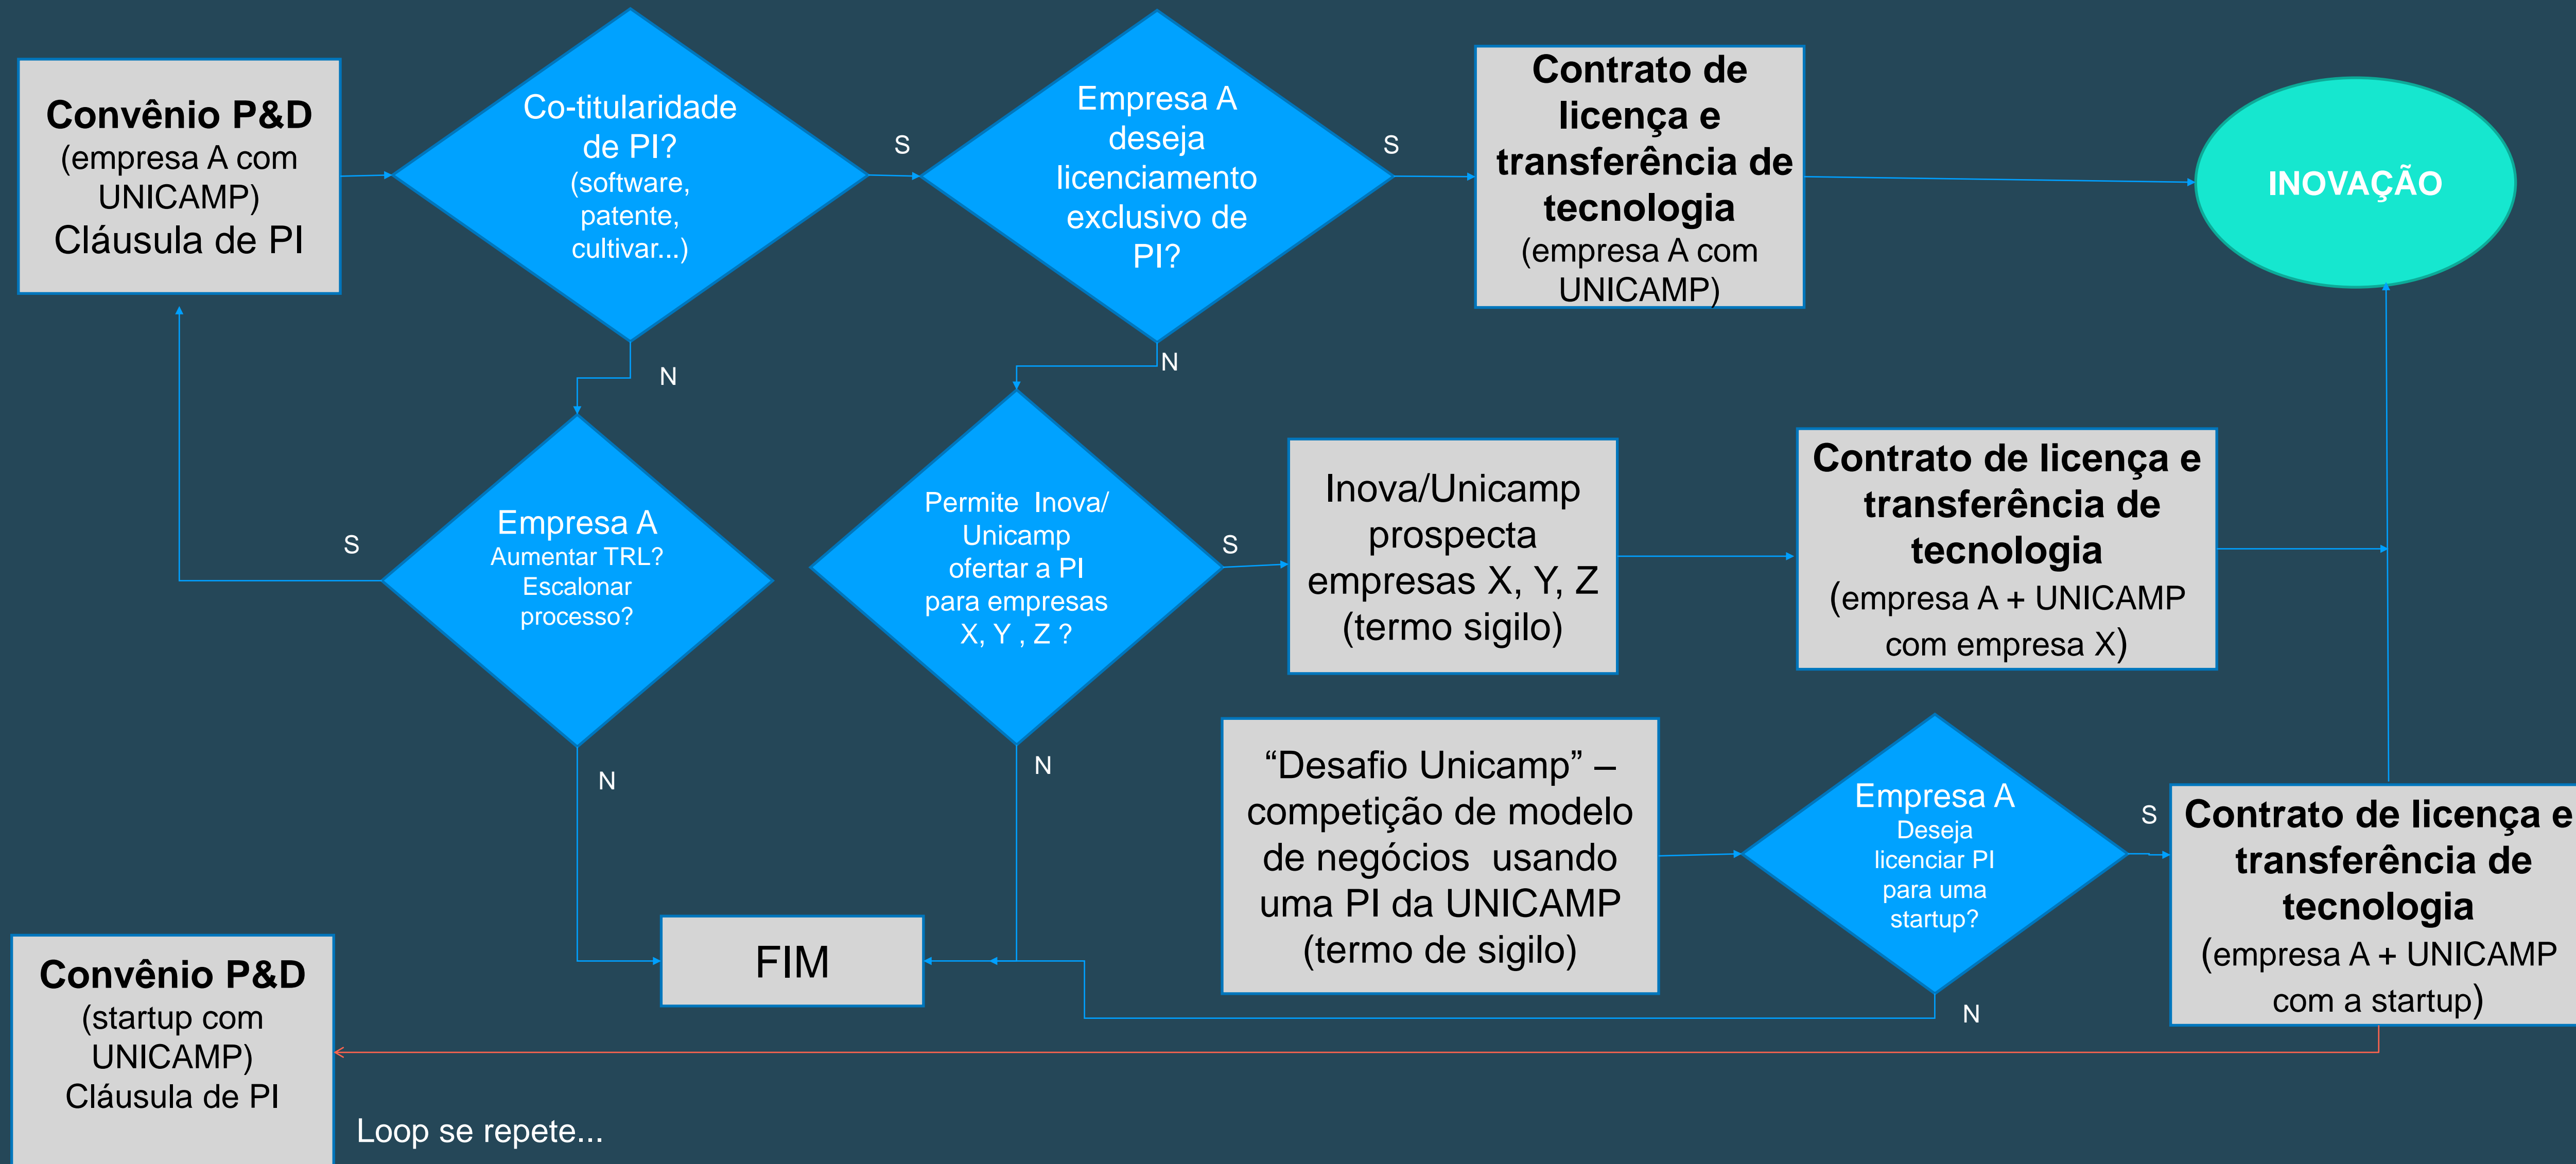 Convênio P&D
(empresa A com
UNICAMP)
Cláusula de PI
Co-titularidade
de PI?
(software,
patente,
cultivar...)
S
Empresa A
deseja
licenciamento
exclusivo de
PI?
S
Contrato de
licença e
transferência de
tecnologia
(empresa A com
UNICAMP)
INOVAÇÃO
N
N
Empresa A
Aumentar TRL?
Escalonar
processo?
S
N
Permite Inova/
Unicamp
ofertar a PI
para empresas
X, Y , Z ?
S
N
Inova/Unicamp
prospecta
empresas X, Y, Z
(termo sigilo)
Contrato de licença e
transferência de
tecnologia
(empresa A + UNICAMP
com empresa X)
“Desafio Unicamp” –
competição de modelo
de negócios usando
uma PI da UNICAMP
(termo de sigilo)
Empresa A
Deseja
licenciar PI
para uma
startup?
S
N
Contrato de licença e
transferência de
tecnologia
(empresa A + UNICAMP
com a startup)
FIM
Convênio P&D
(startup com
UNICAMP)
Cláusula de PI
Loop se repete...